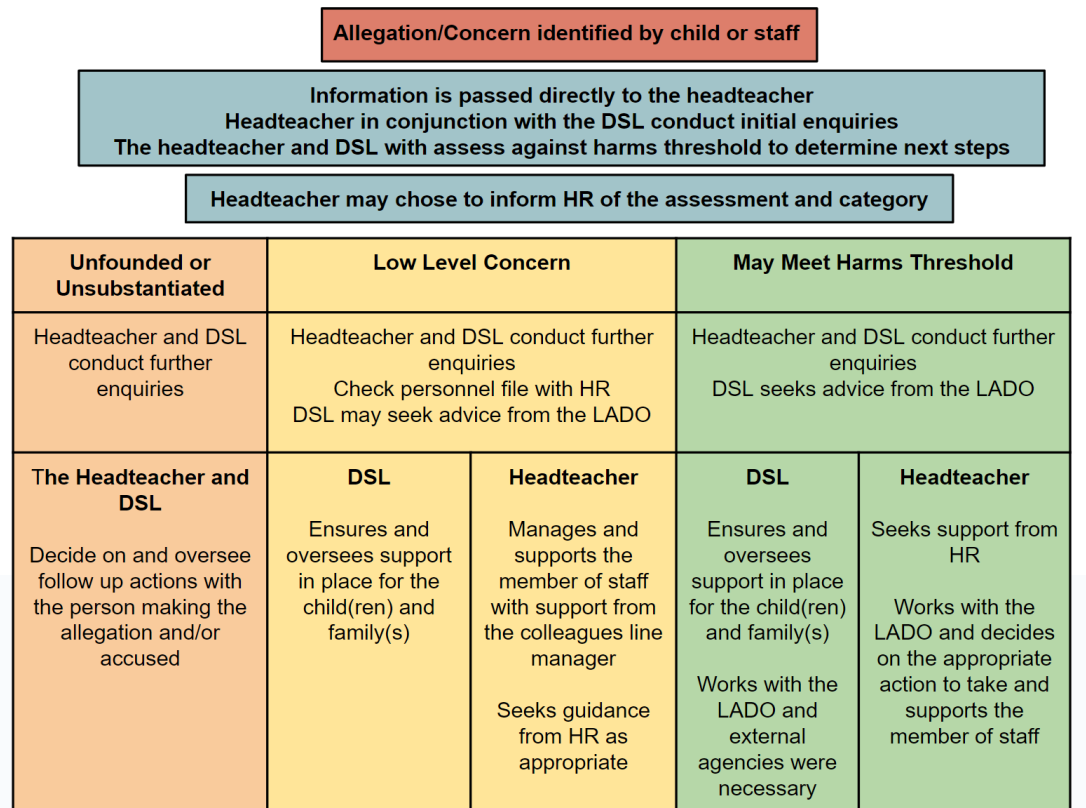 Allegation/Concern identified by child or staff
Information is passed directly to the headteacher
Headteacher in conjunction with the DSL conduct initial enquiries
The headteacher and DSL with assess against harms threshold to determine next steps
Headteacher may chose to inform HR of the assessment and category
Unfounded or
Unsubstantiated
Low Level Concern
May Meet Harms Threshold
Headteacher and DSL
conduct further
enquiries
Headteacher and DSL conduct further
enquiries
Check personnel file with HR
DSL may seek advice from the LADO
Headteacher and DSL conduct further
enquiries
DSL seeks advice from the LADO
The Headteacher and
DSL
Decide on and oversee
follow up actions with
the person making the
allegation and/or
accused
DSL
Ensures and
oversees support
in place for the
child(ren) and
family(s)
Headteacher
Manages and
supports the
member of staff
with support from
the colleagues line
manager
Seeks guidance
from HR as
appropriate
DSL
Ensures and
oversees
support in place
for the child(ren)
and family(s)
Works with the
LADO and
external
agencies were
necessary
Headteacher
Seeks support from
HR
Works with the
LADO and decides
on the appropriate
action to take and
supports the
member of staff